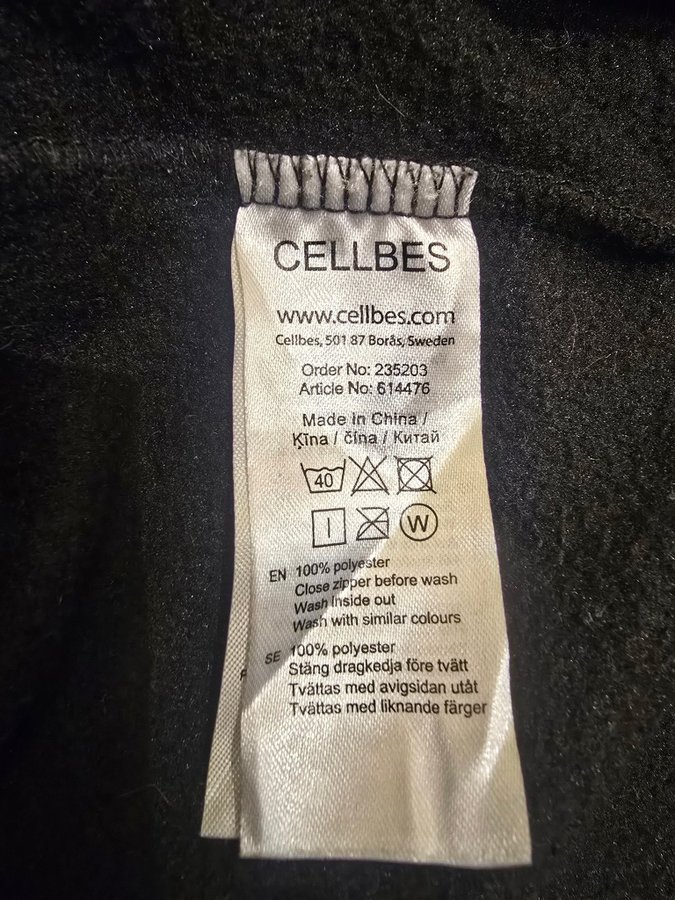 CELLBES
www.cellbes.com
Cellbes, 501 87 Borås, Sweden
Order No: 235203
Article No: 614476
Made in China /
Ķīna / čína / Китай
40
W
EN 100% polyester
Close zipper before wash
Wash inside out
Wash with similar colours
SE 100% polyester
Stäng dragkedja före tvätt
Tvättas med avigsidan utåt
Tvättas med liknande färger